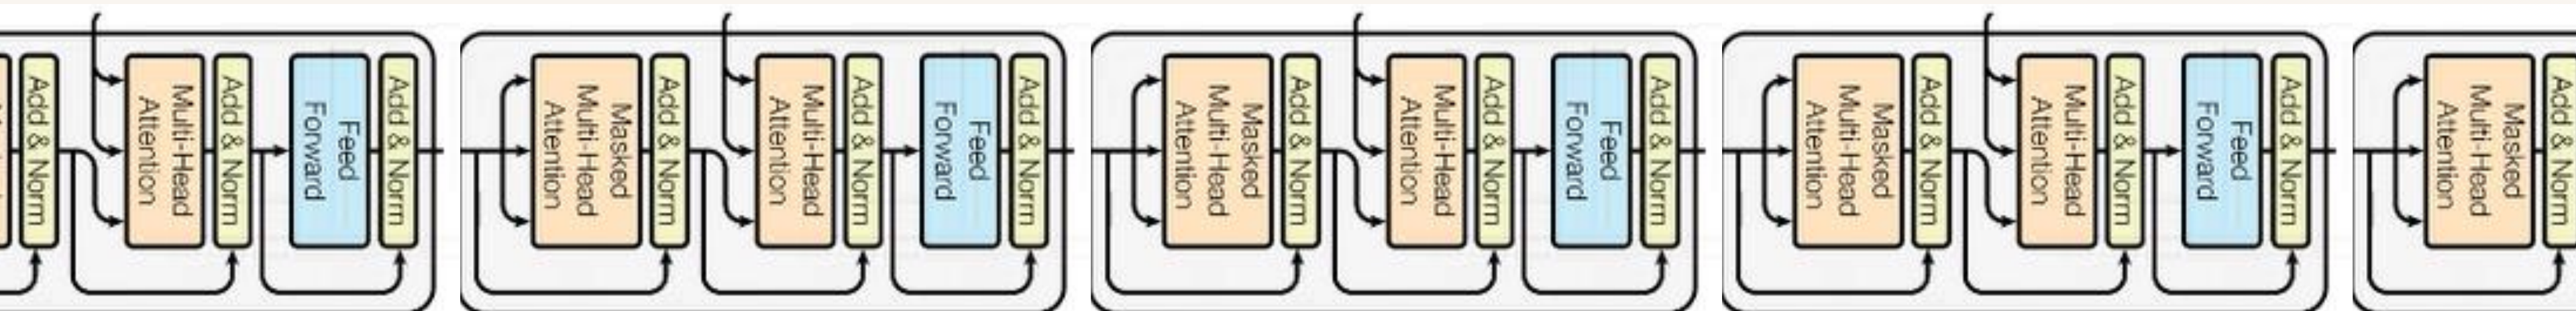 Add & Norm
Multi-Head
Attention
Add & Norm
Feed
Forward
Add & Norm
Masked
Multi-Head
Attention
Add & Norm
Multi-Head
Attention
Add & Norm
Feed
Forward
Add & Norm
Masked
Multi-Head
Attention
Add & Norm
Multi-Head
Attention
Add & Norm
Feed
Forward
Add & Norm
Masked
Multi-Head
Attention
Add & Norm
Multi-Head
Attention
Add & Norm
Feed
Forward
Add & Norm
Masked
Multi-Head
Attention
Add & Norm